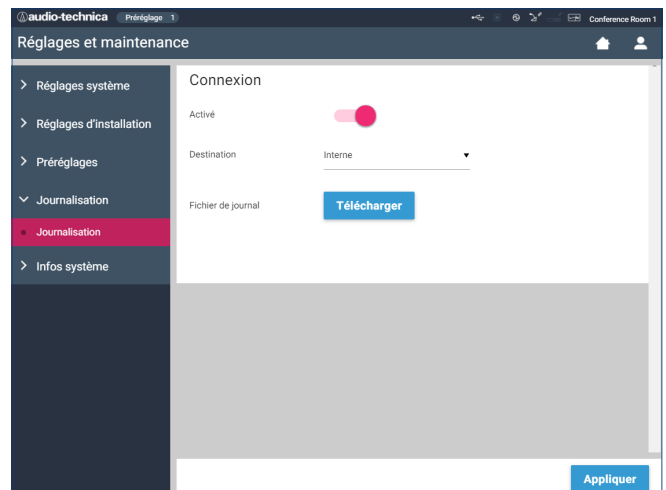 audio-technica Préréglage 1 Conference Room 1
Réglages et maintenance
Réglages système
Réglages d'installation
Préréglages
Journalisation
Journalisation
Infos système
Connexion
Activé
Destination Interne
Fichier de journal Télécharger
Appliquer